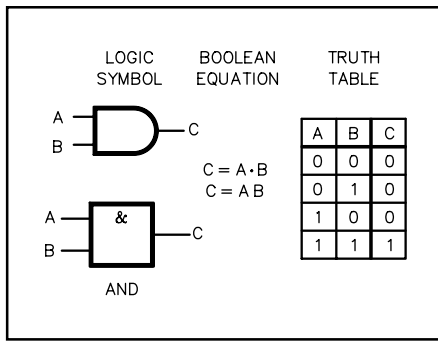 LOGIC SYMBOL
BOOLEAN EQUATION
TRUTH TABLE
A
B
C
C = A · B
C = A B
A
B
&
C
AND
A B C
0 0 0
0 1 0
1 0 0
1 1 1